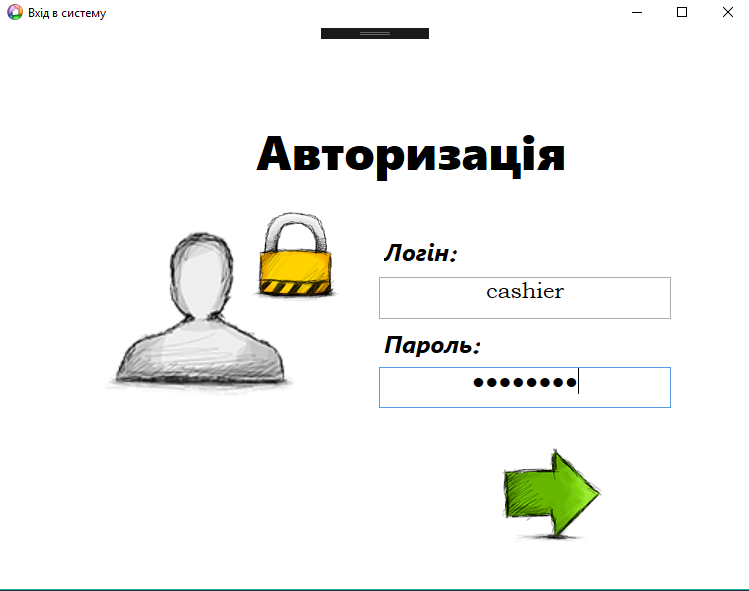 Вхід в систему
Авторизація
Логін:
cashier
Пароль:
●●●●●●●●